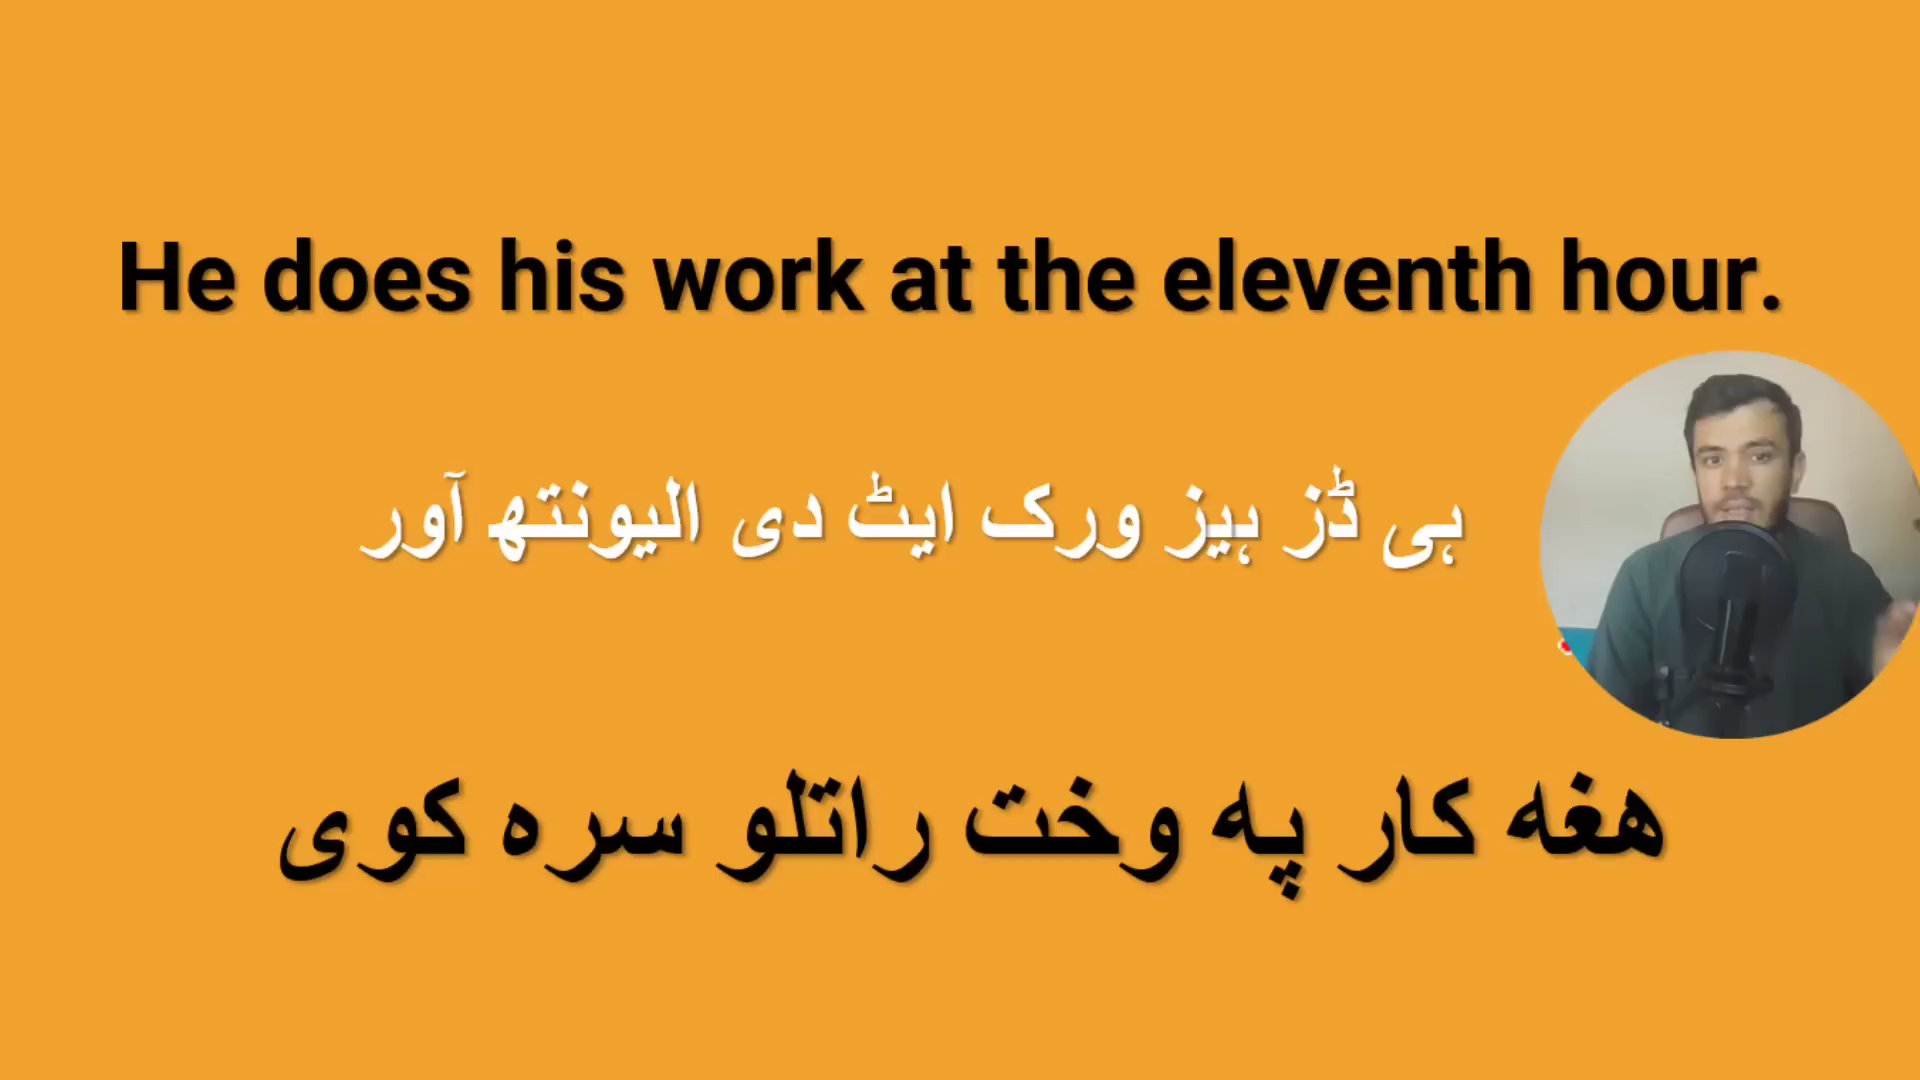 He does his work at the eleventh hour.
ہی ڈز ہیز ورک ایٹ دی الیونتھ آور
هغه کار په وخت راتلو سره کوی